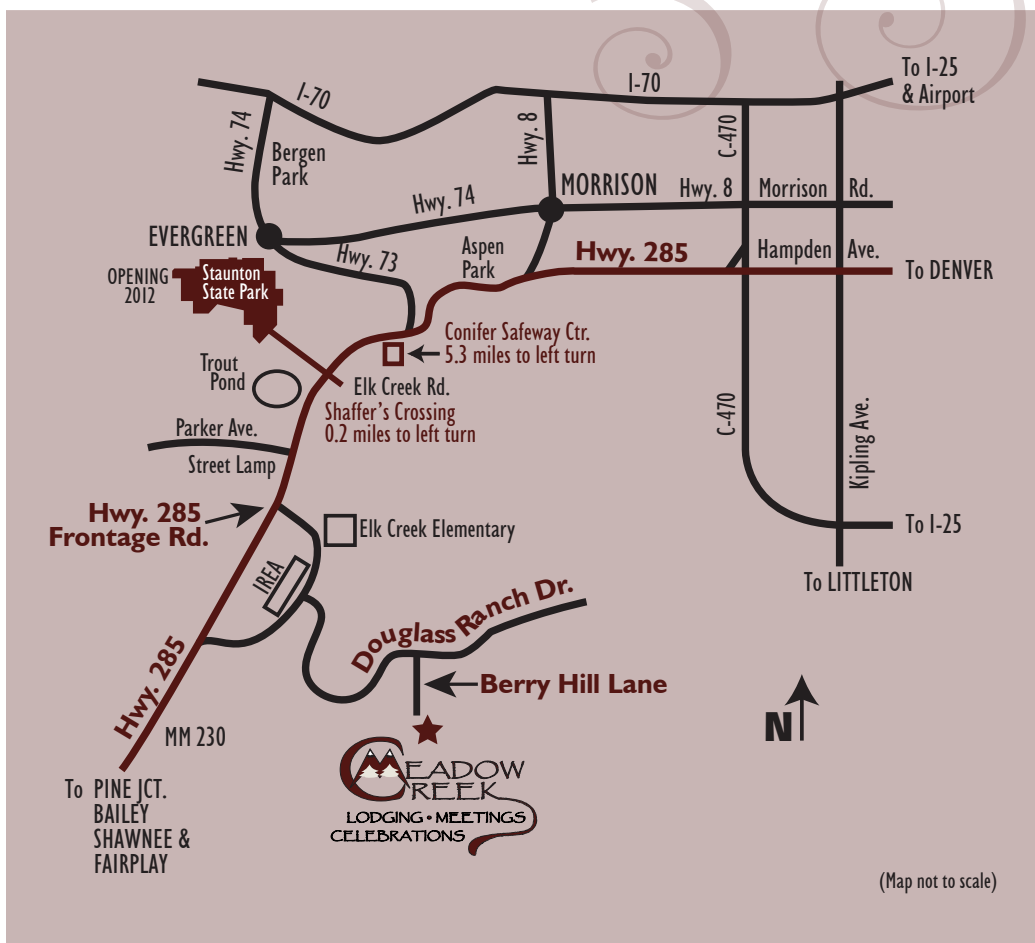 I-70
I-70
To I-25
& Airport
Hwy. 74
Bergen
Park
Hwy. 8
C-470
MORRISON
Hwy. 8
Morrison
Rd.
Hwy. 74
EVERGREEN
Hwy. 73
Aspen
Park
Hwy. 285
Hampden
Ave.
To DENVER
OPENING
2012
Staunton
State Park
Conifer Safeway Ctr.
5.3 miles to left turn
Trout
Pond
Elk Creek Rd.
Shaffer's Crossing
0.2 miles to left turn
C-470
Kipling Ave.
Parker Ave.
Street Lamp
Hwy. 285
Frontage Rd.
Elk Creek Elementary
To I-25
IREA
To LITTLETON
Douglass Ranch Dr.
Berry Hill Lane
Hwy. 285
MM 230
N
To PINE JCT.
BAILEY
SHAWNEE &
FAIRPLAY
MEADOW
CREEK
LODGING • MEETINGS
CELEBRATIONS
(Map not to scale)